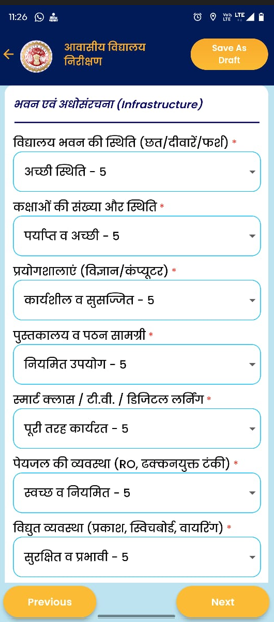 11:26
आवासीय विद्यालय
निरीक्षण
Save As
Draft
भवन एवं अधोसंरचना (Infrastructure)
विद्यालय भवन की स्थिति (छत/दीवारें/फर्श) *
अच्छी स्थिति - 5
कक्षाओं की संख्या और स्थिति *
पर्याप्त व अच्छी - 5
प्रयोगशालाएं (विज्ञान/कंप्यूटर) *
कार्यशील व सुसज्जित - 5
पुस्तकालय व पठन सामग्री *
नियमित उपयोग - 5
स्मार्ट क्लास / टी.वी. / डिजिटल लर्निंग *
पूरी तरह कार्यरत - 5
पेयजल की व्यवस्था (RO, ढक्कनयुक्त टंकी) *
स्वच्छ व नियमित - 5
विद्युत व्यवस्था (प्रकाश, स्विचबोर्ड, वायरिंग) *
सुरक्षित व प्रभावी - 5
Previous
Next